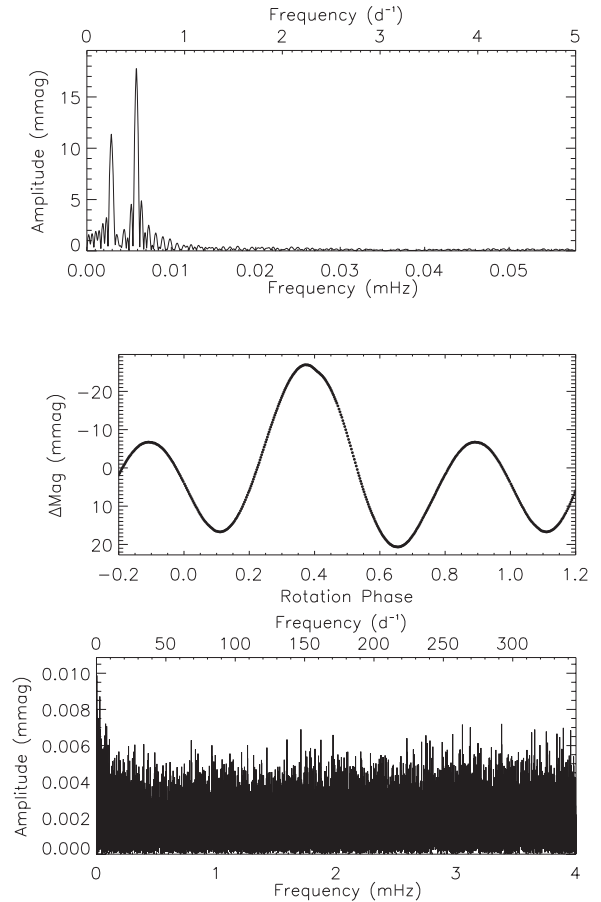 Frequency (d⁻¹)
0 1 2 3 4 5
Amplitude (mmag)
15
10
5
0
0.00 0.01 0.02 0.03 0.04 0.05
Frequency (mHz)
ΔMag (mmag)
-20
-10
0
10
20
-0.2 0.0 0.2 0.4 0.6 0.8 1.0 1.2
Rotation Phase
Frequency (d⁻¹)
0 50 100 150 200 250 300
Amplitude (mmag)
0.010
0.008
0.006
0.004
0.002
0.000
0 1 2 3 4
Frequency (mHz)